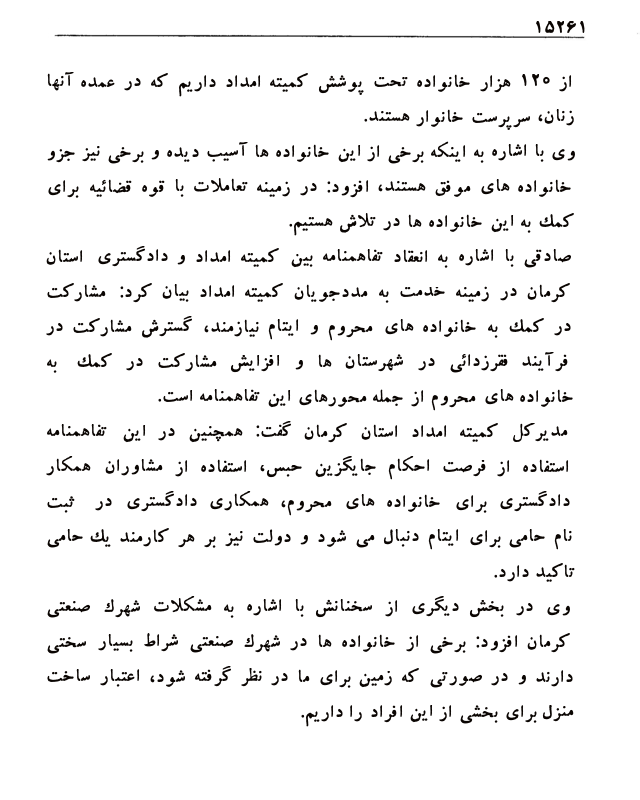 ۱۵۲۶۱
از ۱۲۰ هزار خانواده تحت پوشش کمیته امداد داریم که در عمده آنها
زنان، سرپرست خانوار هستند.
وی با اشاره به اینکه برخی از این خانواده ها آسیب دیده و برخی نیز جزو
خانواده های موفق هستند، افزود: در زمینه تعاملات با قوه قضائیه برای
کمك به این خانواده ها در تلاش هستیم.
صادقی با اشاره به انعقاد تفاهمنامه بین کمیته امداد و دادگستری استان
کرمان در زمینه خدمت به مددجویان کمیته امداد بیان کرد: مشارکت
در کمك به خانواده های محروم و ایتام نیازمند، گسترش مشارکت در
فرآیند فقرزدائی در شهرستان ها و افزایش مشارکت در کمك به
خانواده های محروم از جمله محورهای این تفاهمنامه است.
مدیرکل کمیته امداد استان کرمان گفت: همچنین در این تفاهمنامه
استفاده از فرصت احکام جایگزین حبس، استفاده از مشاوران همکار
دادگستری برای خانواده های محروم، همکاری دادگستری در ثبت
نام حامی برای ایتام دنبال می شود و دولت نیز بر هر کارمند یك حامی
تاکید دارد.
وی در بخش دیگری از سخنانش با اشاره به مشکلات شهرك صنعتی
کرمان افزود: برخی از خانواده ها در شهرك صنعتی شراط بسیار سختی
دارند و در صورتی که زمین برای ما در نظر گرفته شود، اعتبار ساخت
منزل برای بخشی از این افراد را داریم.